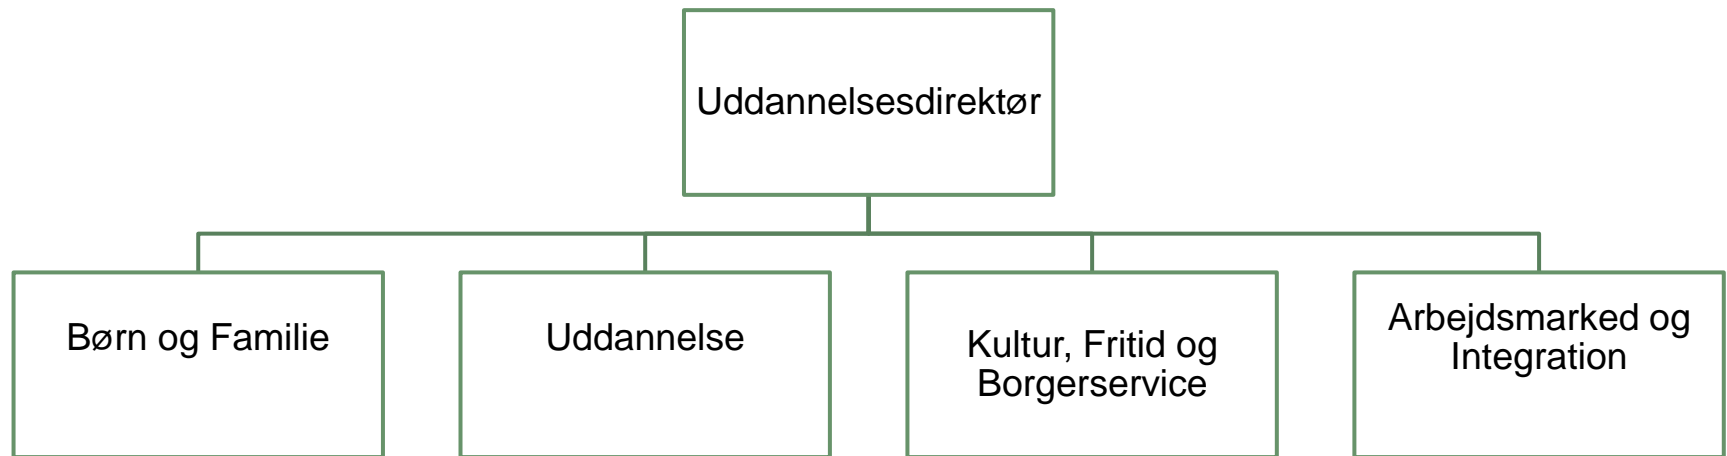 Uddannelsesdirektør
Børn og Familie
Uddannelse
Kultur, Fritid og
Borgerservice
Arbejdsmarked og
Integration